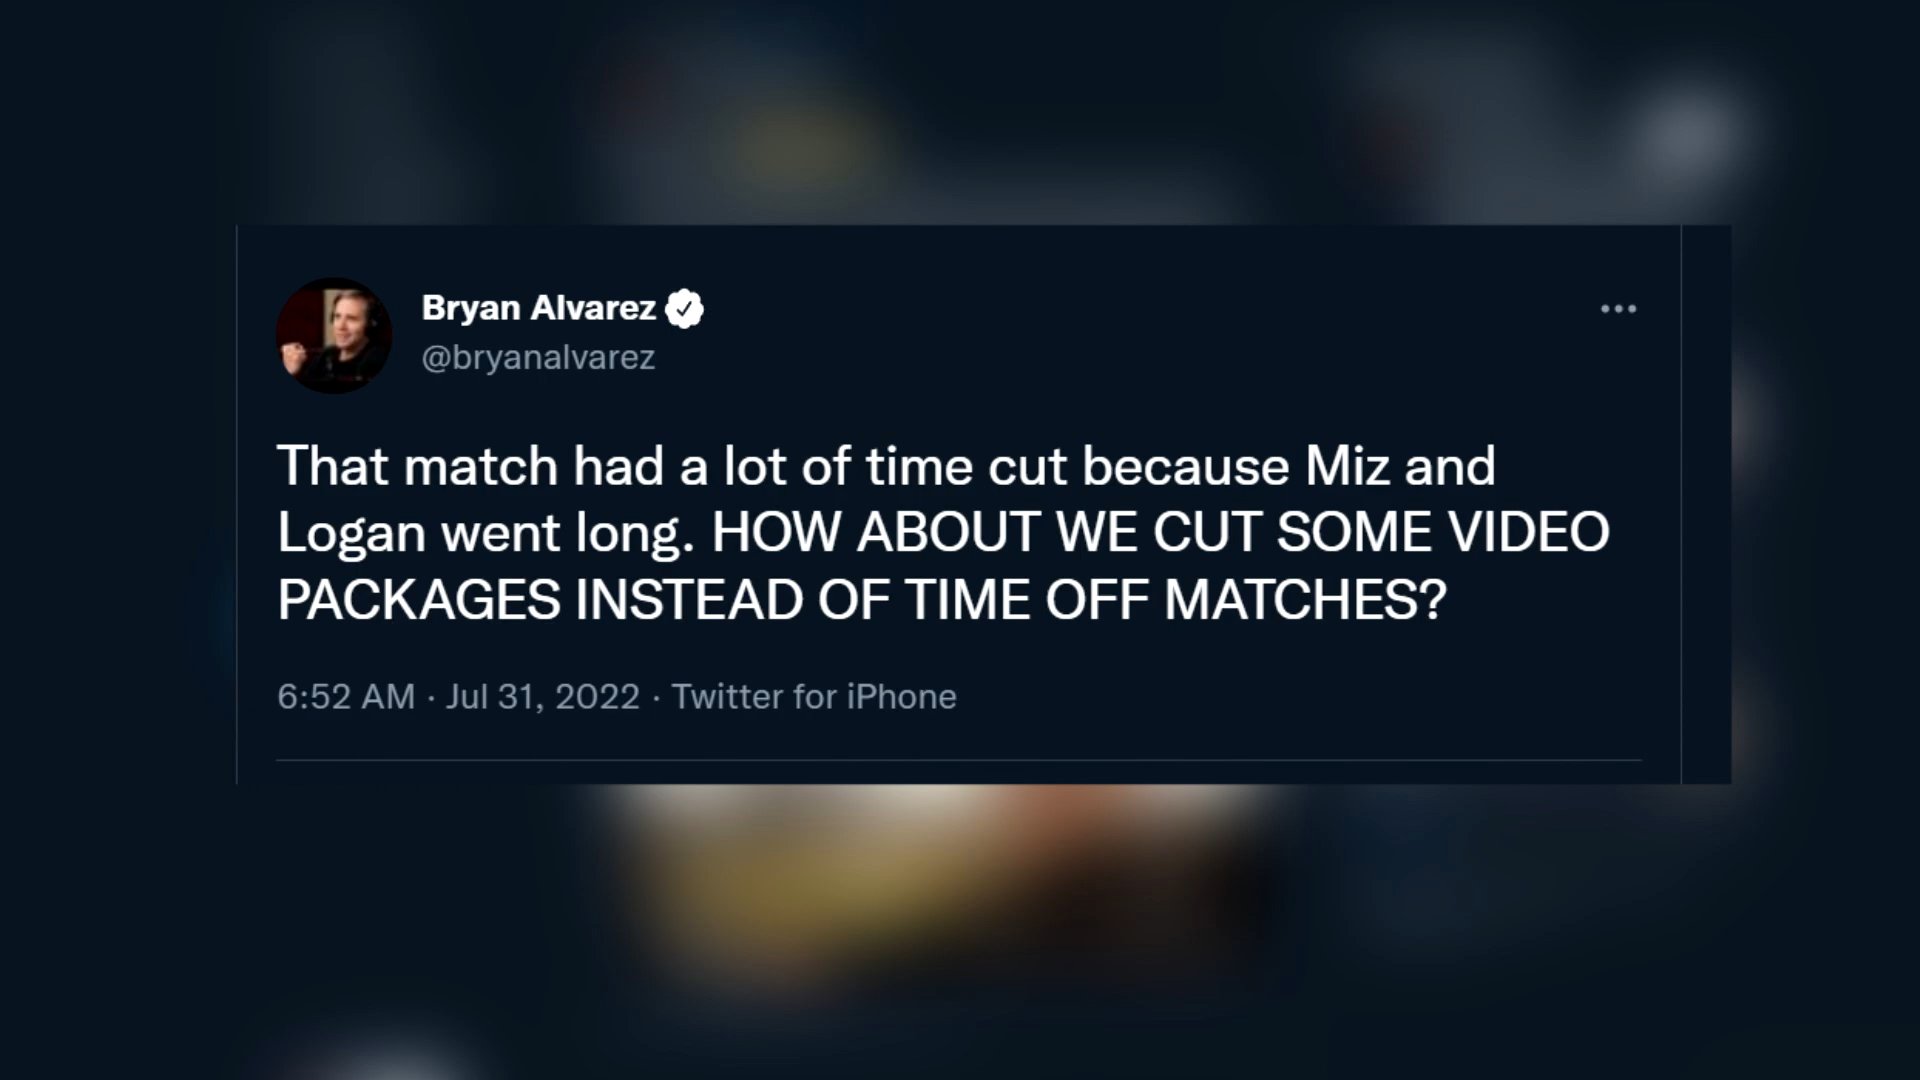 Bryan Alvarez
@bryanalvarez
That match had a lot of time cut because Miz and
Logan went long. HOW ABOUT WE CUT SOME VIDEO
PACKAGES INSTEAD OF TIME OFF MATCHES?
6:52 AM · Jul 31, 2022 · Twitter for iPhone